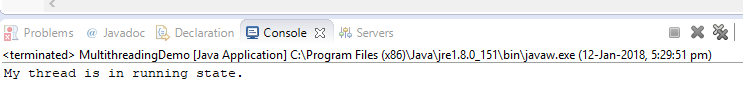 Problems @ Javadoc Declaration Console Servers
<terminated> MultithreadingDemo [Java Application] C:\Program Files (x86)\Java\jre1.8.0_151\bin\javaw.exe (12-Jan-2018, 5:29:51 pm)
My thread is in running state.